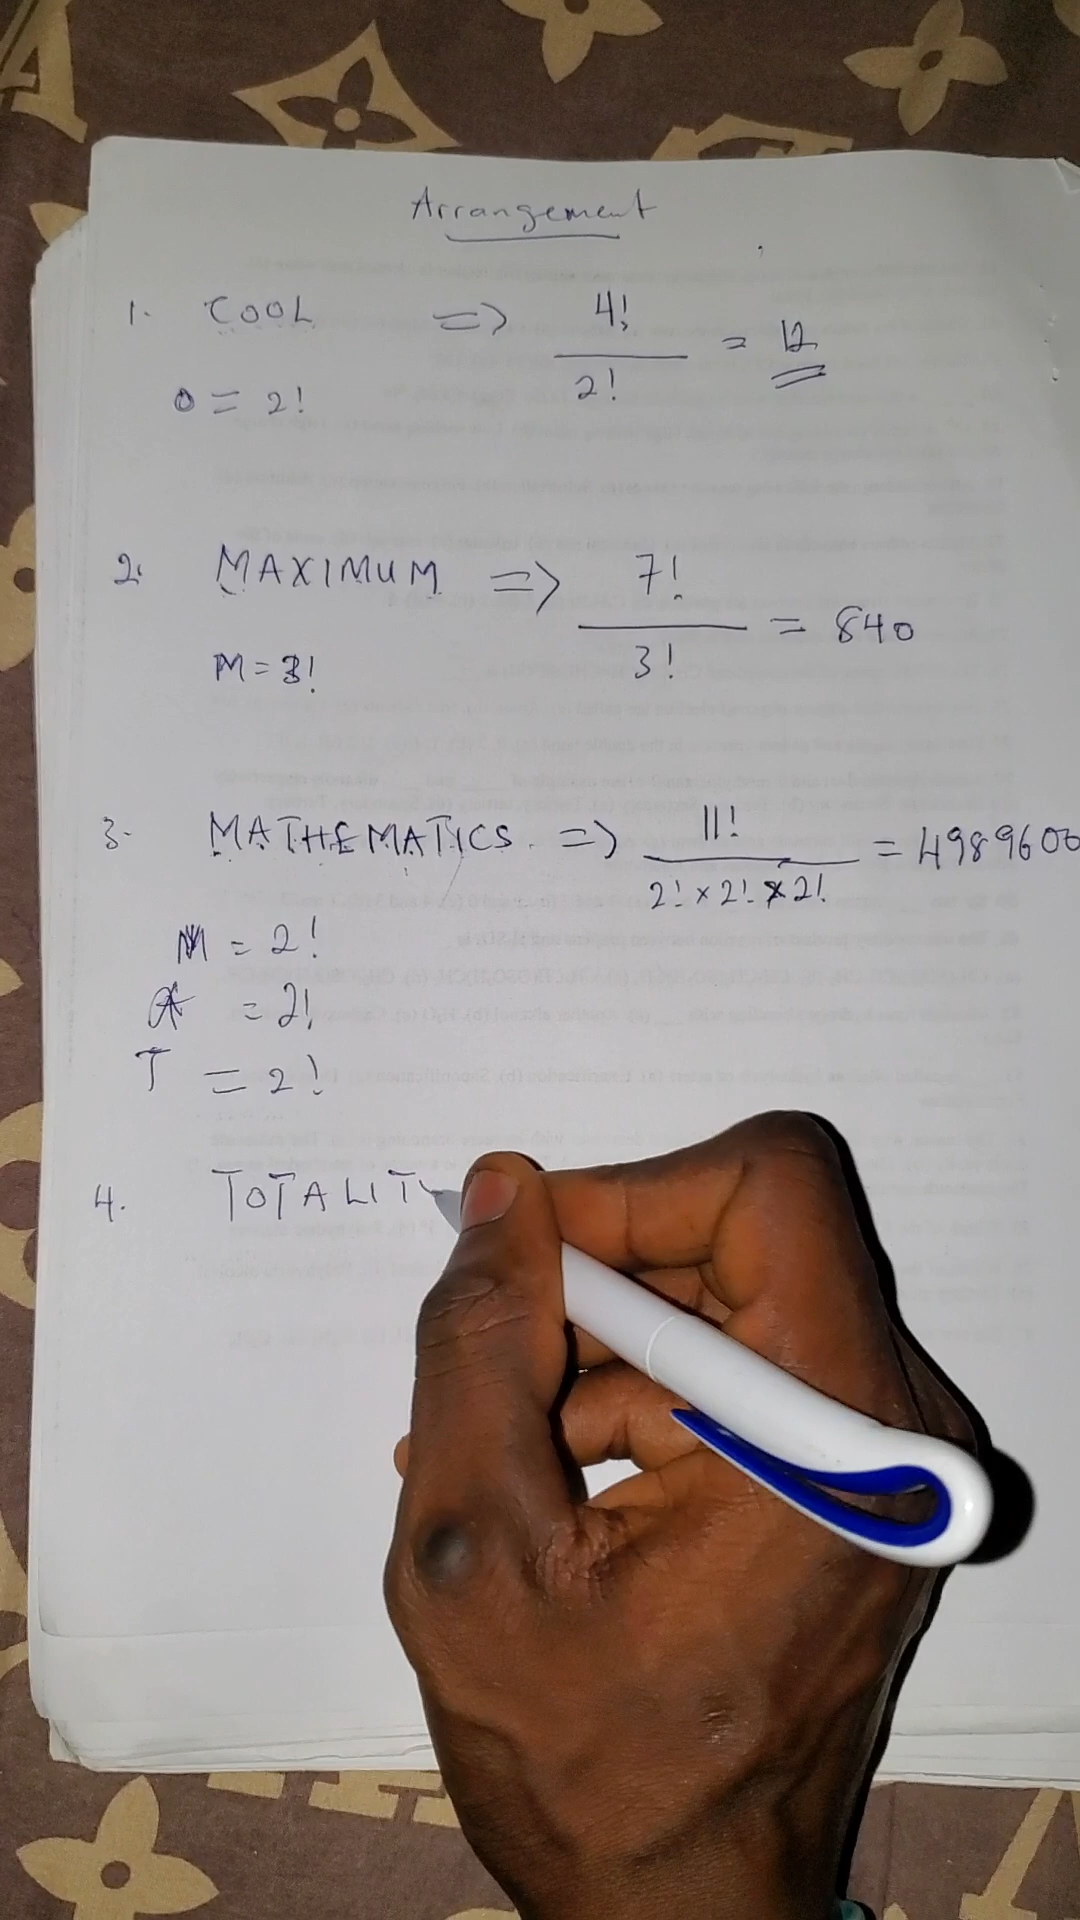 Arrangement
1. COOL => 4!/2! = 12
O = 2!
2. MAXIMUM => 7!/3! = 840
M = 3!
3. MATHEMATICS. => 11!/2! × 2! × 2! = 4989600
M = 2!
A = 2!
T = 2!
4. TOTALITY